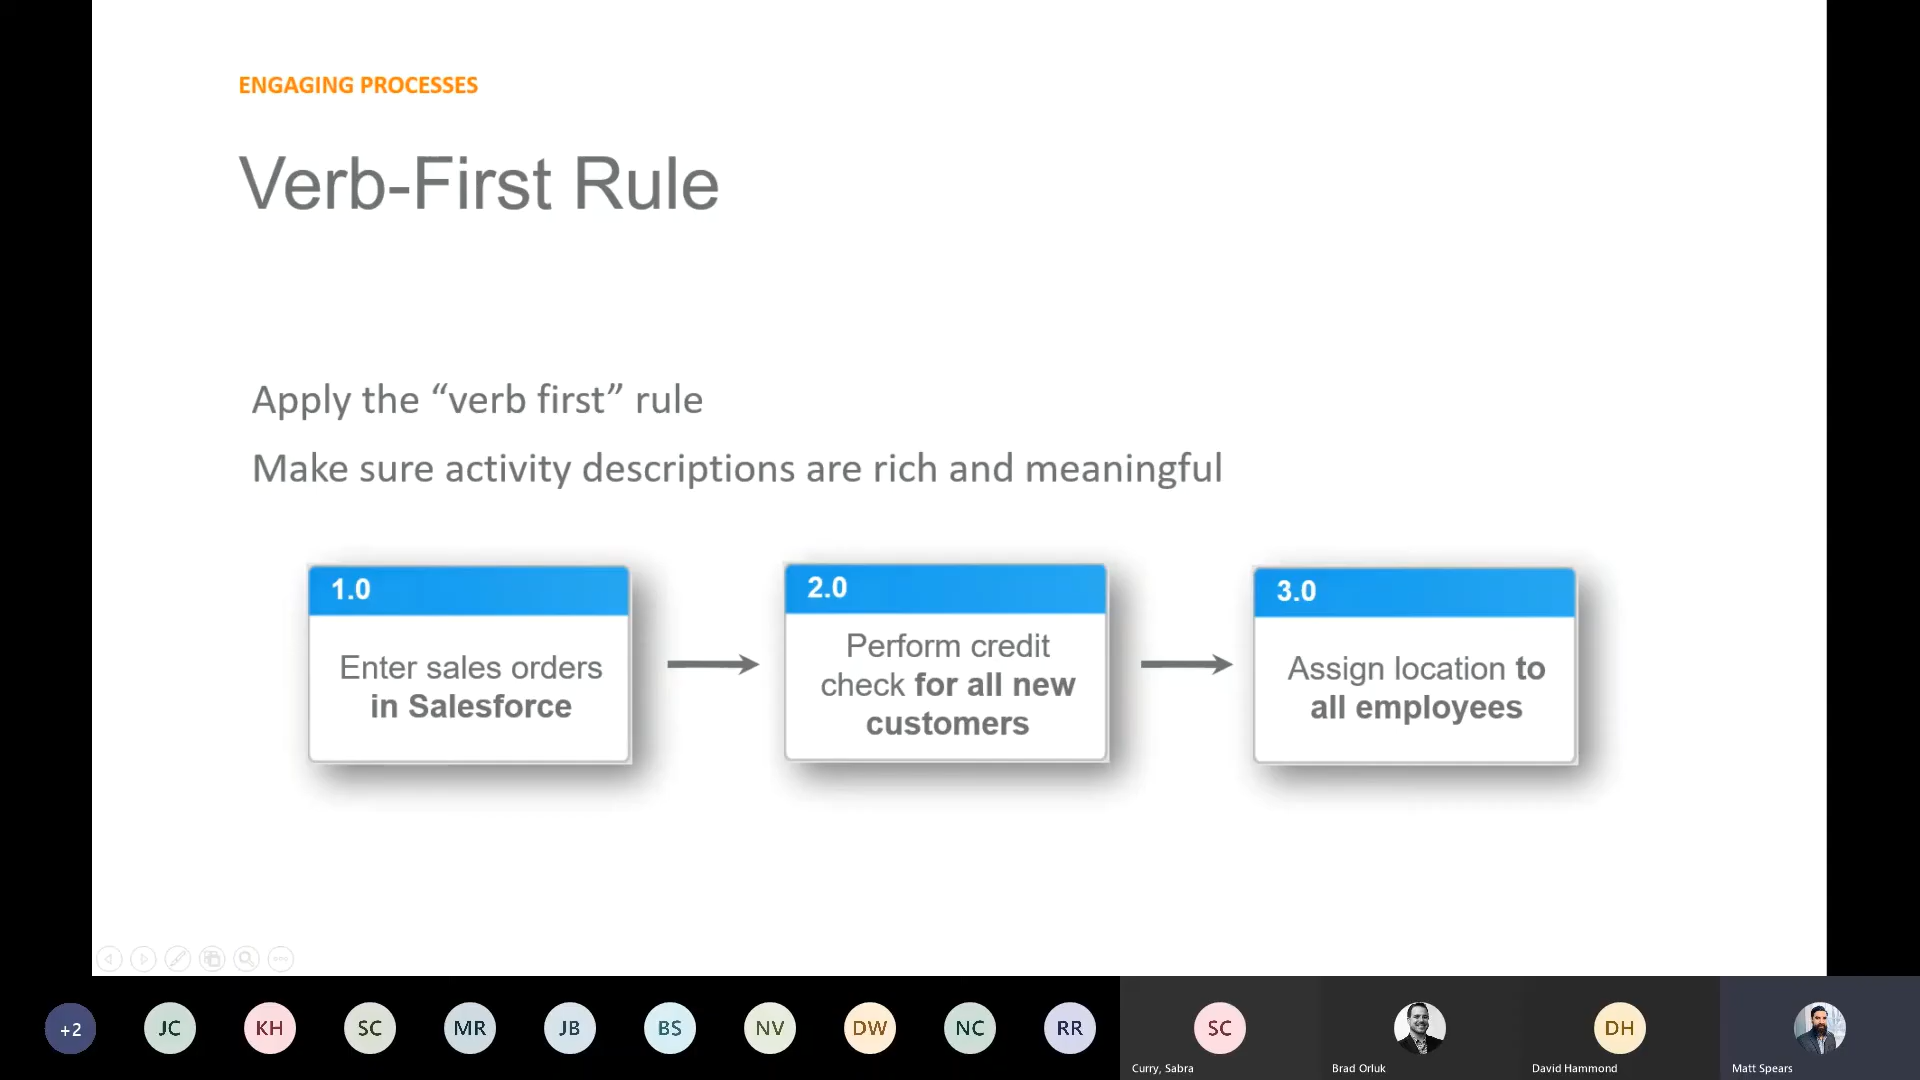 ENGAGING PROCESSES
Verb-First Rule
Apply the “verb first” rule
Make sure activity descriptions are rich and meaningful
1.0
Enter sales orders
in Salesforce
2.0
Perform credit
check for all new
customers
3.0
Assign location to
all employees
+2
JC
KH
SC
MR
JB
BS
NV
DW
NC
RR
SC
DH
Curry, Sabra
Brad Orluk
David Hammond
Matt Spears